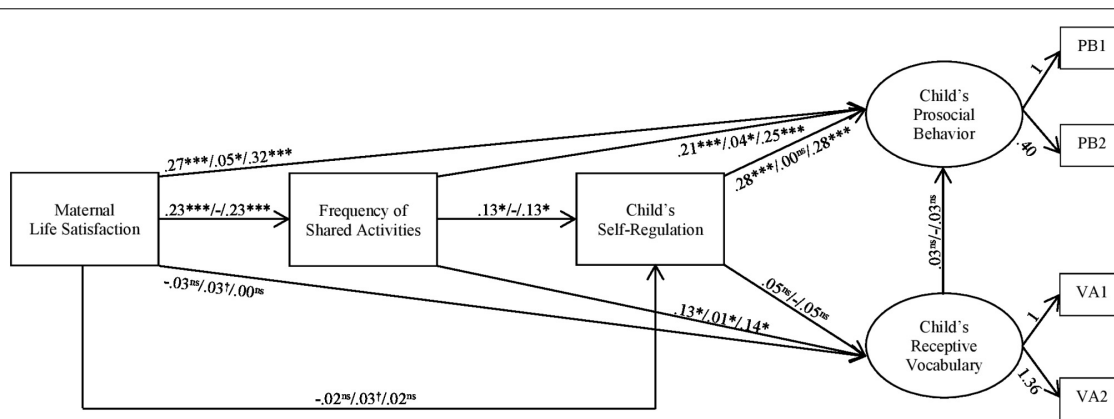 PB1
1
Child's
Prosocial
Behavior
.40
PB2
.27***/.05*/.32***
.21***/.04*/.25***
.28***/.00ns/.28***
Maternal
Life Satisfaction
.23***/-/.23***
Frequency of
Shared Activities
.13*/-/.13*
Child's
Self-Regulation
.03ns/-/.03ns
-.03ns/.03†/.00ns
.05ns/-/.05ns
.13*/.01*/.14*
VA1
1
Child's
Receptive
Vocabulary
1.36
VA2
-.02ns/.03†/.02ns